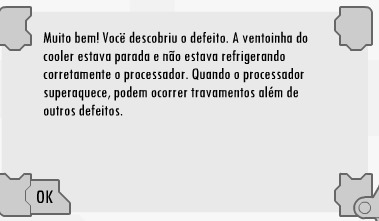 Muito bem! Você descobriu o defeito. A ventoinha do
cooler estava parada e não estava refrigerando
corretamente o processador. Quando o processador
superaquece, podem ocorrer travamentos além de
outros defeitos.
OK